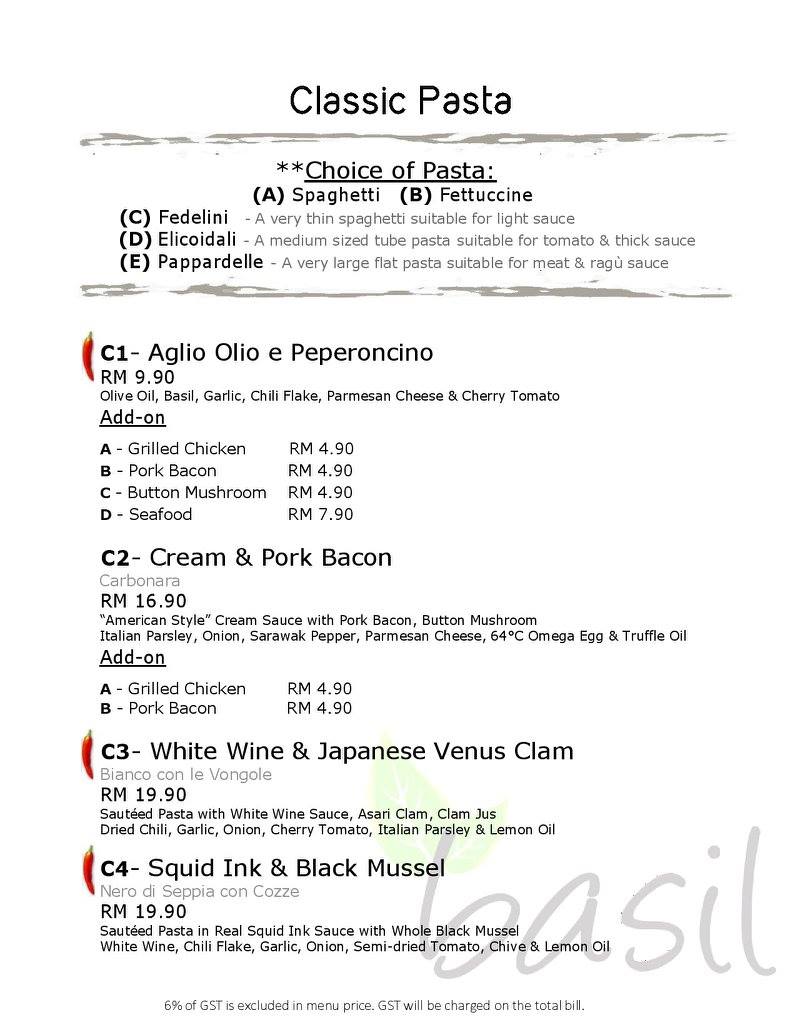 Classic Pasta
**Choice of Pasta:
(A) Spaghetti (B) Fettuccine
(C) Fedelini - A very thin spaghetti suitable for light sauce
(D) Elicoidali - A medium sized tube pasta suitable for tomato & thick sauce
(E) Pappardelle - A very large flat pasta suitable for meat & ragù sauce
C1- Aglio Olio e Peperoncino
RM 9.90
Olive Oil, Basil, Garlic, Chili Flake, Parmesan Cheese & Cherry Tomato
Add-on
A - Grilled Chicken RM 4.90
B - Pork Bacon RM 4.90
C - Button Mushroom RM 4.90
D - Seafood RM 7.90
C2- Cream & Pork Bacon
Carbonara
RM 16.90
“American Style” Cream Sauce with Pork Bacon, Button Mushroom
Italian Parsley, Onion, Sarawak Pepper, Parmesan Cheese, 64°C Omega Egg & Truffle Oil
Add-on
A - Grilled Chicken RM 4.90
B - Pork Bacon RM 4.90
C3- White Wine & Japanese Venus Clam
Bianco con le Vongole
RM 19.90
Sautéed Pasta with White Wine Sauce, Asari Clam, Clam Jus
Dried Chili, Garlic, Onion, Cherry Tomato, Italian Parsley & Lemon Oil
C4- Squid Ink & Black Mussel
Nero di Seppia con Cozze
RM 19.90
Sautéed Pasta in Real Squid Ink Sauce with Whole Black Mussel
White Wine, Chili Flake, Garlic, Onion, Semi-dried Tomato, Chive & Lemon Oil
basil
6% of GST is excluded in menu price. GST will be charged on the total bill.